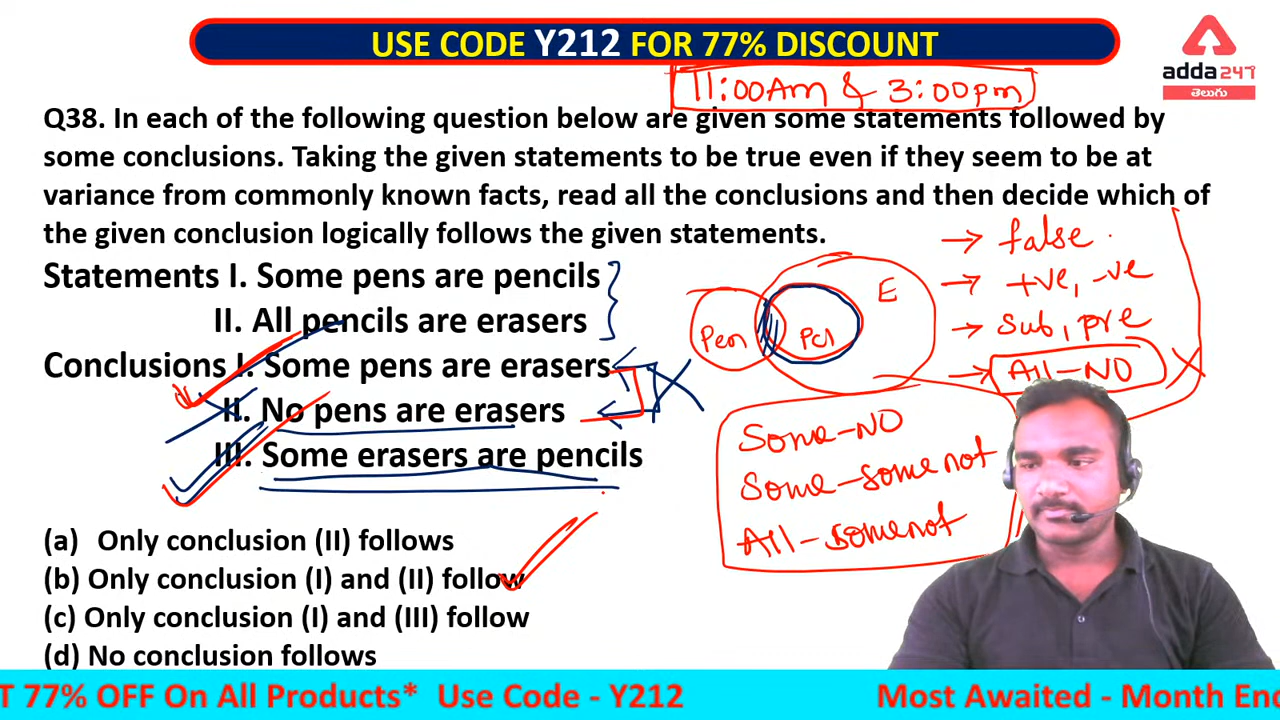 USE CODE Y212 FOR 77% DISCOUNT
adda247
తెలుగు
11:00Am & 3:00pm
Q38. In each of the following question below are given some statements followed by
some conclusions. Taking the given statements to be true even if they seem to be at
variance from commonly known facts, read all the conclusions and then decide which of
the given conclusion logically follows the given statements.
Statements I. Some pens are pencils
II. All pencils are erasers
Conclusions I. Some pens are erasers
II. No pens are erasers
III. Some erasers are pencils
(a) Only conclusion (II) follows
(b) Only conclusion (I) and (II) follow
(c) Only conclusion (I) and (III) follow
(d) No conclusion follows
Pen
Pcl
E
→ false
→ +ve, -ve
→ sub, pre
→ All-NO
Some-NO
Some-some not
All-somenot
T 77% OFF On All Products* Use Code - Y212
Most Awaited - Month End